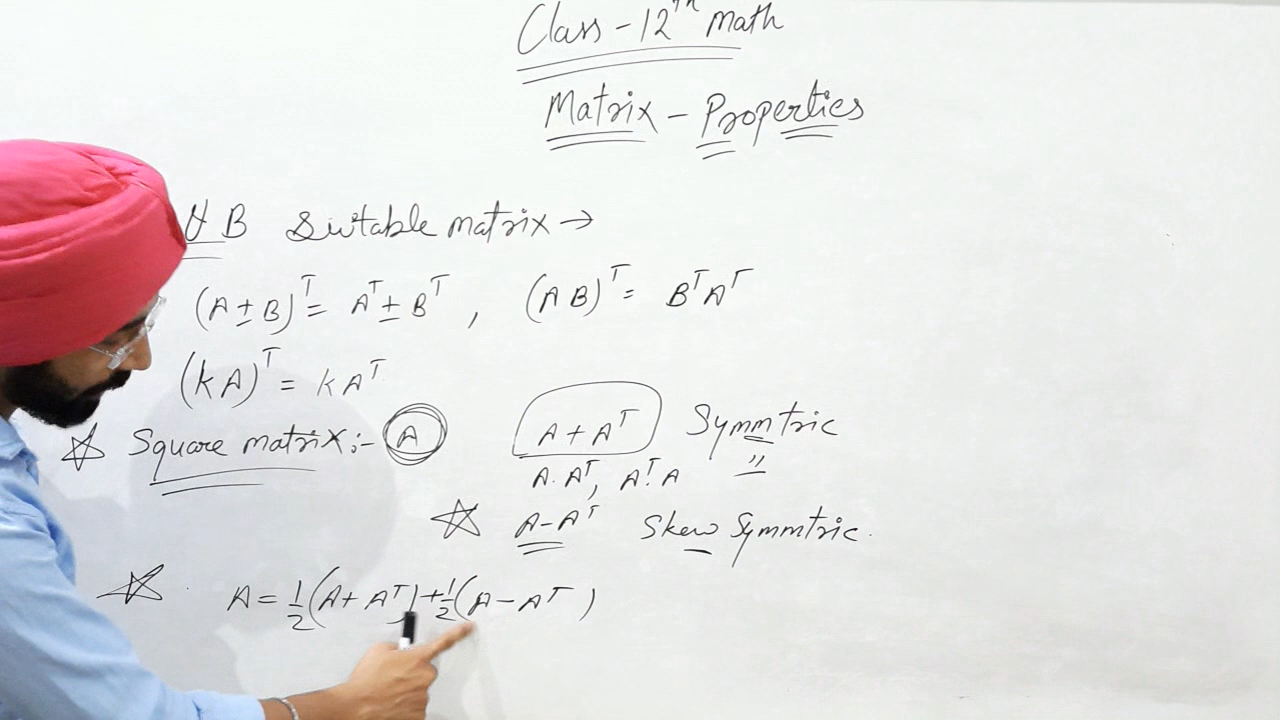 Class - 12th Math
Matrix - Properties
& B Suitable matrix →
(A ± B)ᵀ = Aᵀ ± Bᵀ , (AB)ᵀ = BᵀAᵀ
(kA)ᵀ = kAᵀ
☆ Square matrix :- A A + Aᵀ Symmtric
A.Aᵀ, Aᵀ.A "
☆ A - Aᵀ Skew Symmtric.
☆ A = 1/2 (A + Aᵀ) + 1/2 (A - Aᵀ)